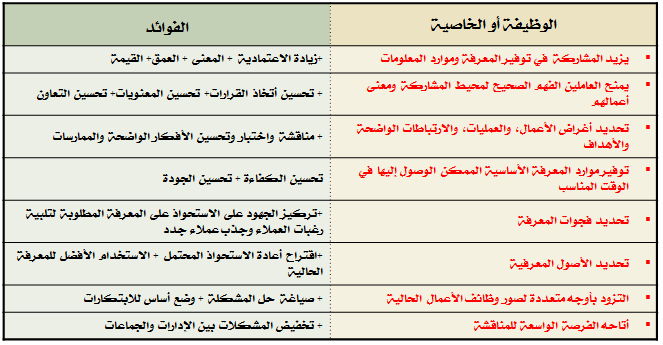 الوظيفة أو الخاصية
الفوائد
يزيد المشاركة في توفير المعرفة وموارد المعلومات
+زيادة الاعتمادية + المعنى + العمق+ القيمة
يمنح العاملين الفهم الصحيح لمحيط المشاركة ومعنى
أعمالهم
+ تحسين أتخاذ القرارات+ تحسين المعنويات+ تحسين التعاون
تحديد أغراض الأعمال، والعمليات، والارتباطات الواضحة
والأهداف
+ مناقشة واختبار وتحسين الأفكار الواضحة والممارسات
توفير موارد المعرفة الأساسية الممكن الوصول إليها في
الوقت المناسب
تحسين الكفاءة + تحسين الجودة
تحديد فجوات المعرفة
+تركيز الجهود على الاستحواذ على المعرفة المطلوبة لتلبية
رغبات العملاء وجذب عملاء جدد
تحديد الأصول المعرفية
+اقتراح أعادة الاستحواذ المحتمل + الاستخدام الأفضل للمعرفة
الحالية
التزود بأوجه متعددة لصور وظائف الأعمال الحالية
+ صياغة حل المشكلة + وضع أساس للابتكارات
أتاحه الفرصة الواسعة للمناقشة
+ تخفيض المشكلات بين الإدارات والجماعات